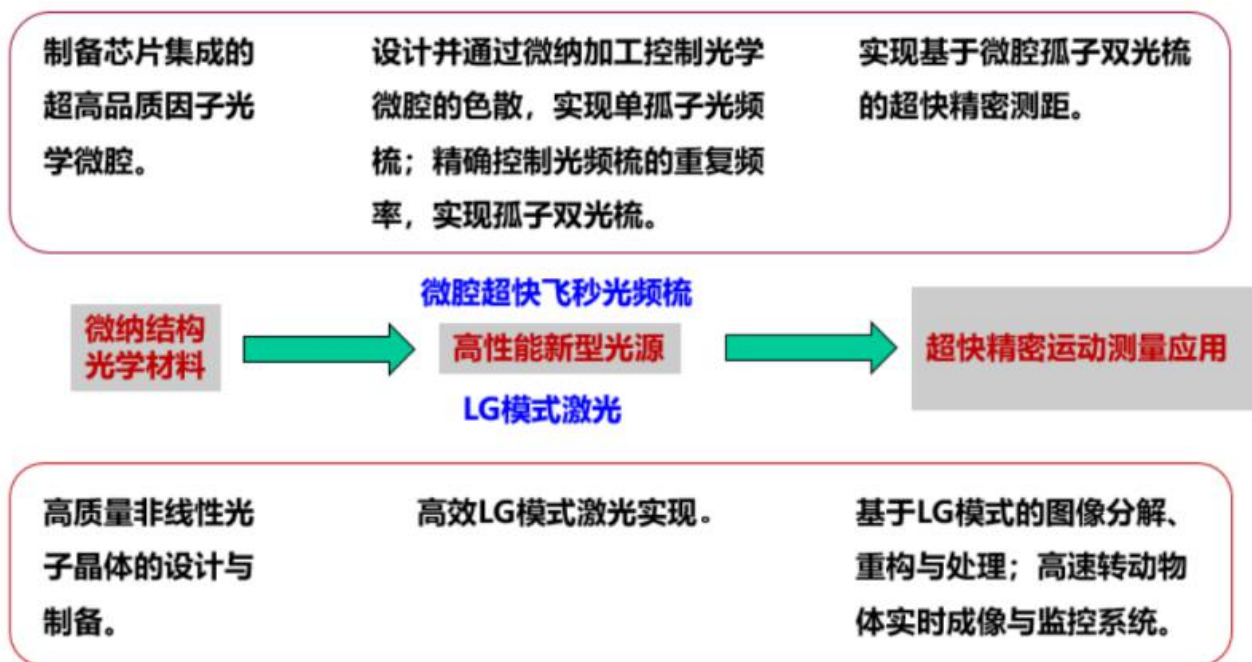 制备芯片集成的
超高品质因子光
学微腔。
设计并通过微纳加工控制光学
微腔的色散，实现单孤子光频
梳；精确控制光频梳的重复频
率，实现孤子双光梳。
实现基于微腔孤子双光梳
的超快精密测距。
微纳结构
光学材料
微腔超快飞秒光频梳
高性能新型光源
LG模式激光
超快精密运动测量应用
高质量非线性光
子晶体的设计与
制备。
高效LG模式激光实现。
基于LG模式的图像分解、
重构与处理；高速转动物
体实时成像与监控系统。